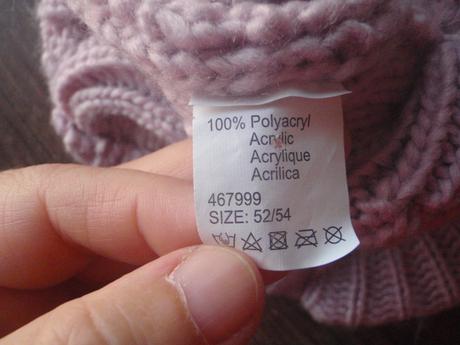 100% Polyacryl
Acrylic
Acrylique
Acrilica
467999
SIZE: 52/54